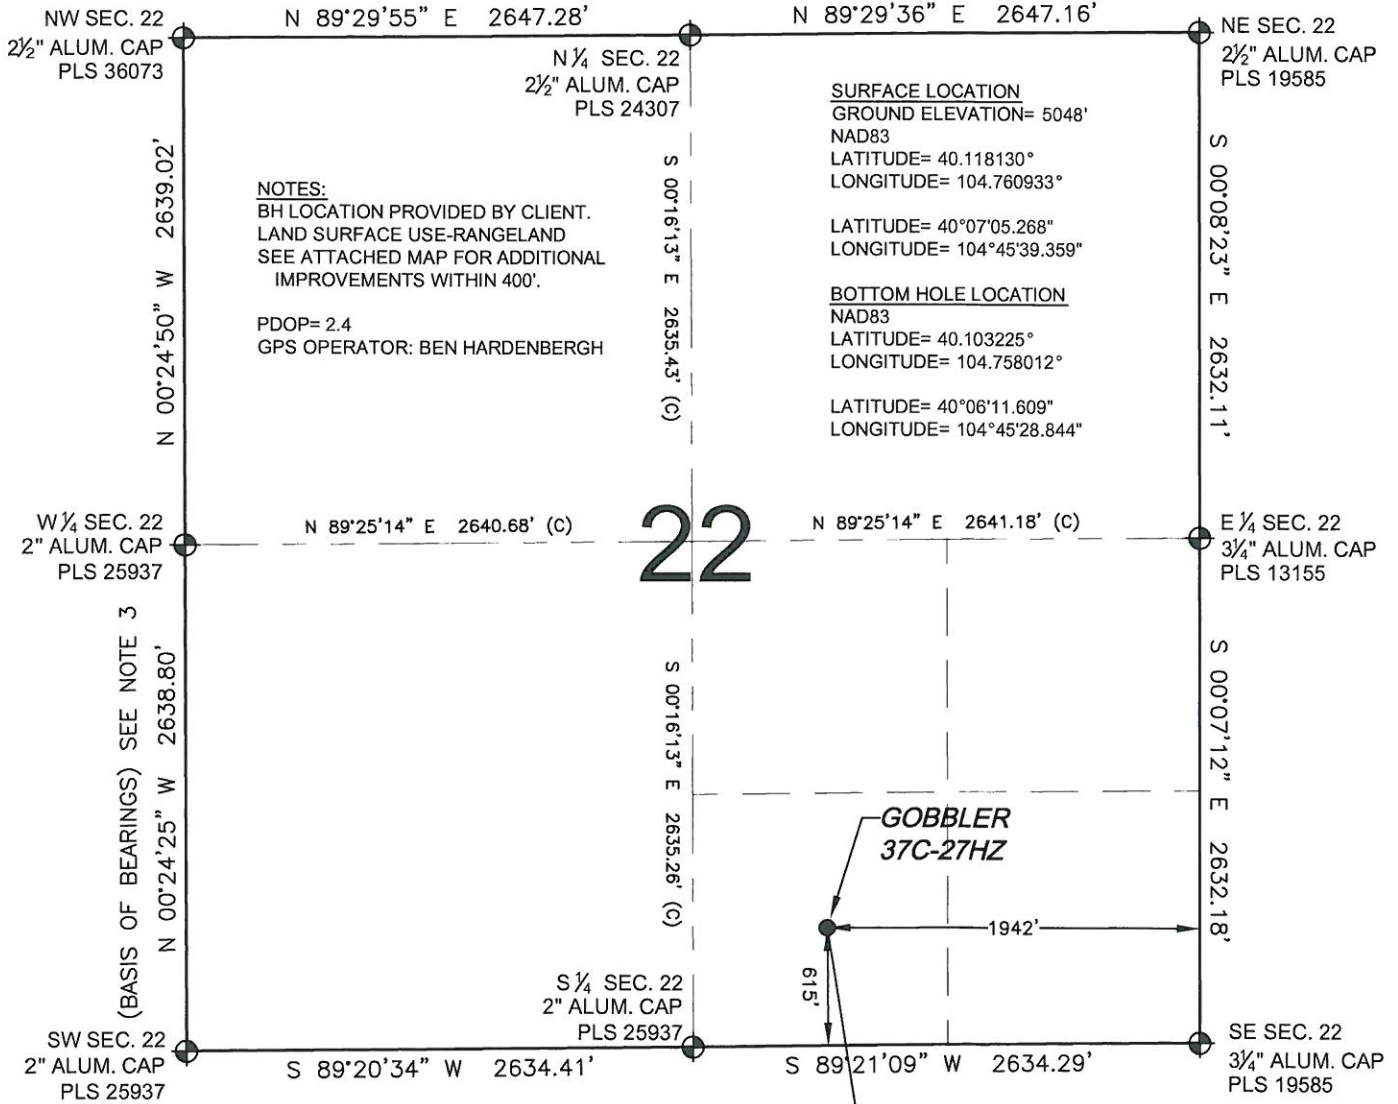 NW SEC. 22
2½" ALUM. CAP
PLS 36073
N 89°29'55" E 2647.28'
N ¼ SEC. 22
2½" ALUM. CAP
PLS 24307
N 89°29'36" E 2647.16'
NE SEC. 22
2½" ALUM. CAP
PLS 19585
N 00°24'50" W 2639.02'
NOTES:
BH LOCATION PROVIDED BY CLIENT.
LAND SURFACE USE-RANGELAND
SEE ATTACHED MAP FOR ADDITIONAL
IMPROVEMENTS WITHIN 400'.
PDOP= 2.4
GPS OPERATOR: BEN HARDENBERGH
S 00°16'13" E 2635.43' (C)
SURFACE LOCATION
GROUND ELEVATION= 5048'
NAD83
LATITUDE= 40.118130°
LONGITUDE= 104.760933°
LATITUDE= 40°07'05.268"
LONGITUDE= 104°45'39.359"
BOTTOM HOLE LOCATION
NAD83
LATITUDE= 40.103225°
LONGITUDE= 104.758012°
LATITUDE= 40°06'11.609"
LONGITUDE= 104°45'28.844"
S 00°08'23" E 2632.11'
W ¼ SEC. 22
2" ALUM. CAP
PLS 25937
N 89°25'14" E 2640.68' (C)
22
N 89°25'14" E 2641.18' (C)
E ¼ SEC. 22
3¼" ALUM. CAP
PLS 13155
(BASIS OF BEARINGS) SEE NOTE 3
N 00°24'25" W 2638.80'
S 00°16'13" E 2635.26' (C)
S 00°07'12" E 2632.18'
GOBBLER
37C-27HZ
1942'
615'
SW SEC. 22
2" ALUM. CAP
PLS 25937
S 89°20'34" W 2634.41'
S ¼ SEC. 22
2" ALUM. CAP
PLS 25937
S 89°21'09" W 2634.29'
SE SEC. 22
3¼" ALUM. CAP
PLS 19585